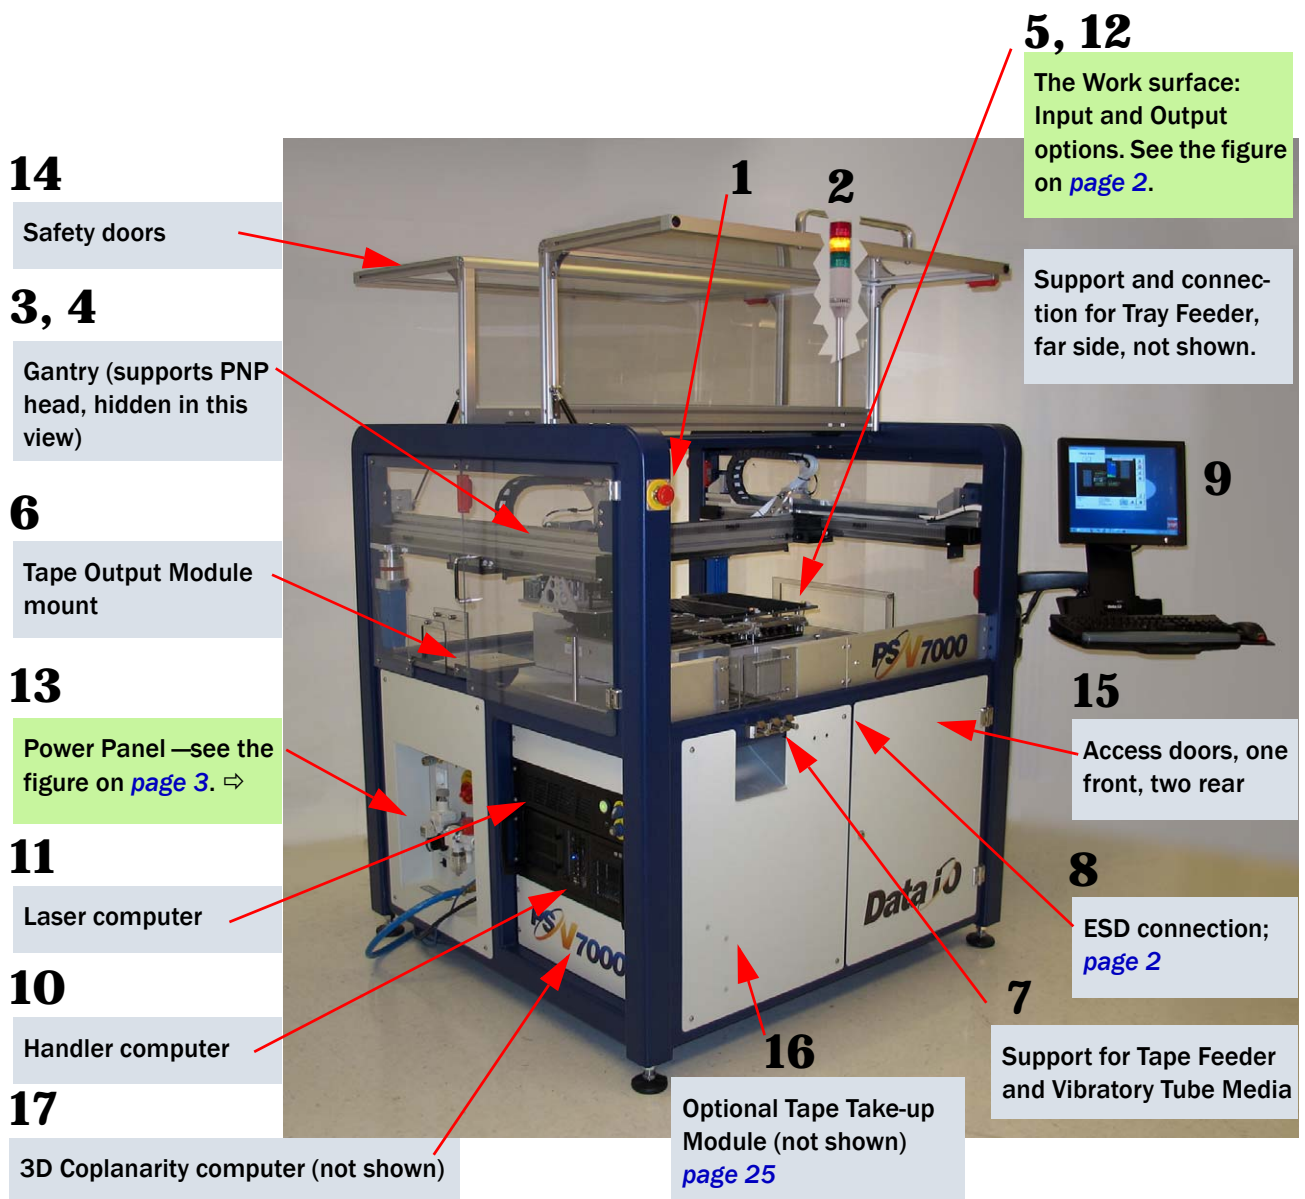 5, 12
The Work surface:
Input and Output
options. See the figure
on page 2.
14
Safety doors
1
2
Support and connec-
tion for Tray Feeder,
far side, not shown.
3, 4
Gantry (supports PNP
head, hidden in this
view)
9
6
Tape Output Module
mount
PSV7000
13
Power Panel —see the
figure on page 3. ⇨
15
Access doors, one
front, two rear
11
Laser computer
Data iO
8
ESD connection;
page 2
PSV7000
10
Handler computer
7
Support for Tape Feeder
and Vibratory Tube Media
16
Optional Tape Take-up
Module (not shown)
page 25
17
3D Coplanarity computer (not shown)